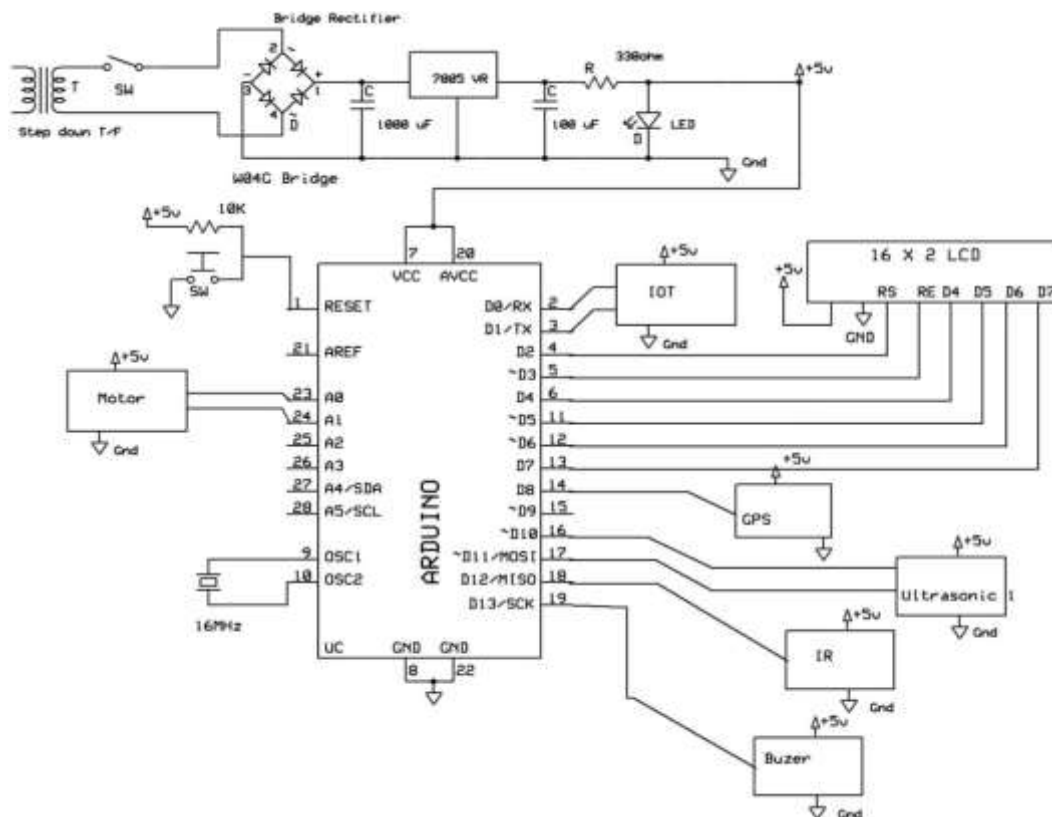 Bridge Rectifier
2
-
~
3
+
1
4
~
D
T
SW
Step down T/F
W04G Bridge
C
1000 uF
7805 VR
C
100 uF
R
330ohm
LED
D
+5v
Gnd
+5v
10K
SW
7
20
VCC
AVCC
1
RESET
21
AREF
23
A0
24
A1
25
A2
26
A3
27
A4/SDA
28
A5/SCL
9
OSC1
10
OSC2
16MHz
UC
GND
GND
8
22
ARDUINO
D0/RX
2
D1/TX
3
D2
4
~D3
5
D4
6
~D5
11
~D6
12
D7
13
D8
14
~D9
15
~D10
16
~D11/MOSI
17
D12/MISO
18
D13/SCK
19
+5v
Motor
Gnd
+5v
IOT
Gnd
16 X 2 LCD
+5v
GND
RS
RE
D4
D5
D6
D7
+5v
GPS
+5v
Ultrasonic 1
Gnd
+5v
IR
Gnd
+5v
Buzer
Gnd